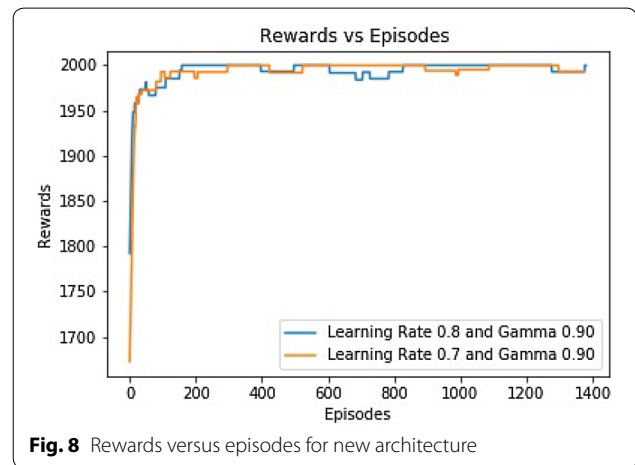 Rewards vs Episodes
2000
1950
1900
1850
1800
1750
1700
Rewards
Learning Rate 0.8 and Gamma 0.90
Learning Rate 0.7 and Gamma 0.90
0 200 400 600 800 1000 1200 1400
Episodes
Fig. 8 Rewards versus episodes for new architecture